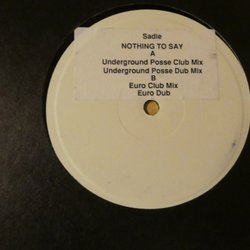 Sadie
NOTHING TO SAY
A
Underground Posse Club Mix
Underground Posse Dub Mix
B
Euro Club Mix
Euro Dub